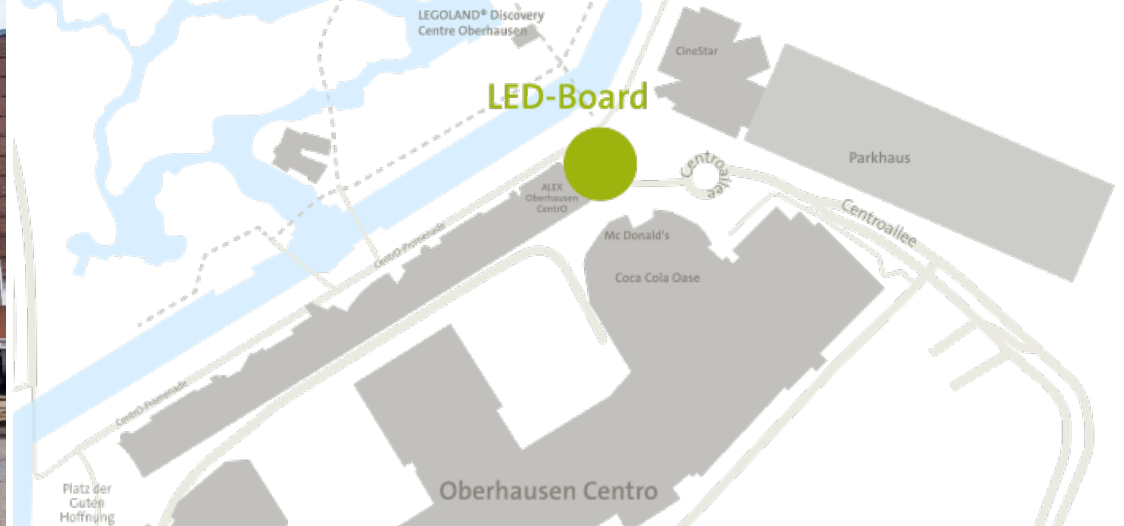 LEGOLAND® Discovery
Centre Oberhausen
CineStar
LED-Board
Parkhaus
Centroallee
ALEX
Oberhausen
CentrO
Centroallee
Mc Donald's
CentrO-Promenade
Coca Cola Oase
CentrO-Promenade
Oberhausen Centro
Platz der
Guten
Hoffnung